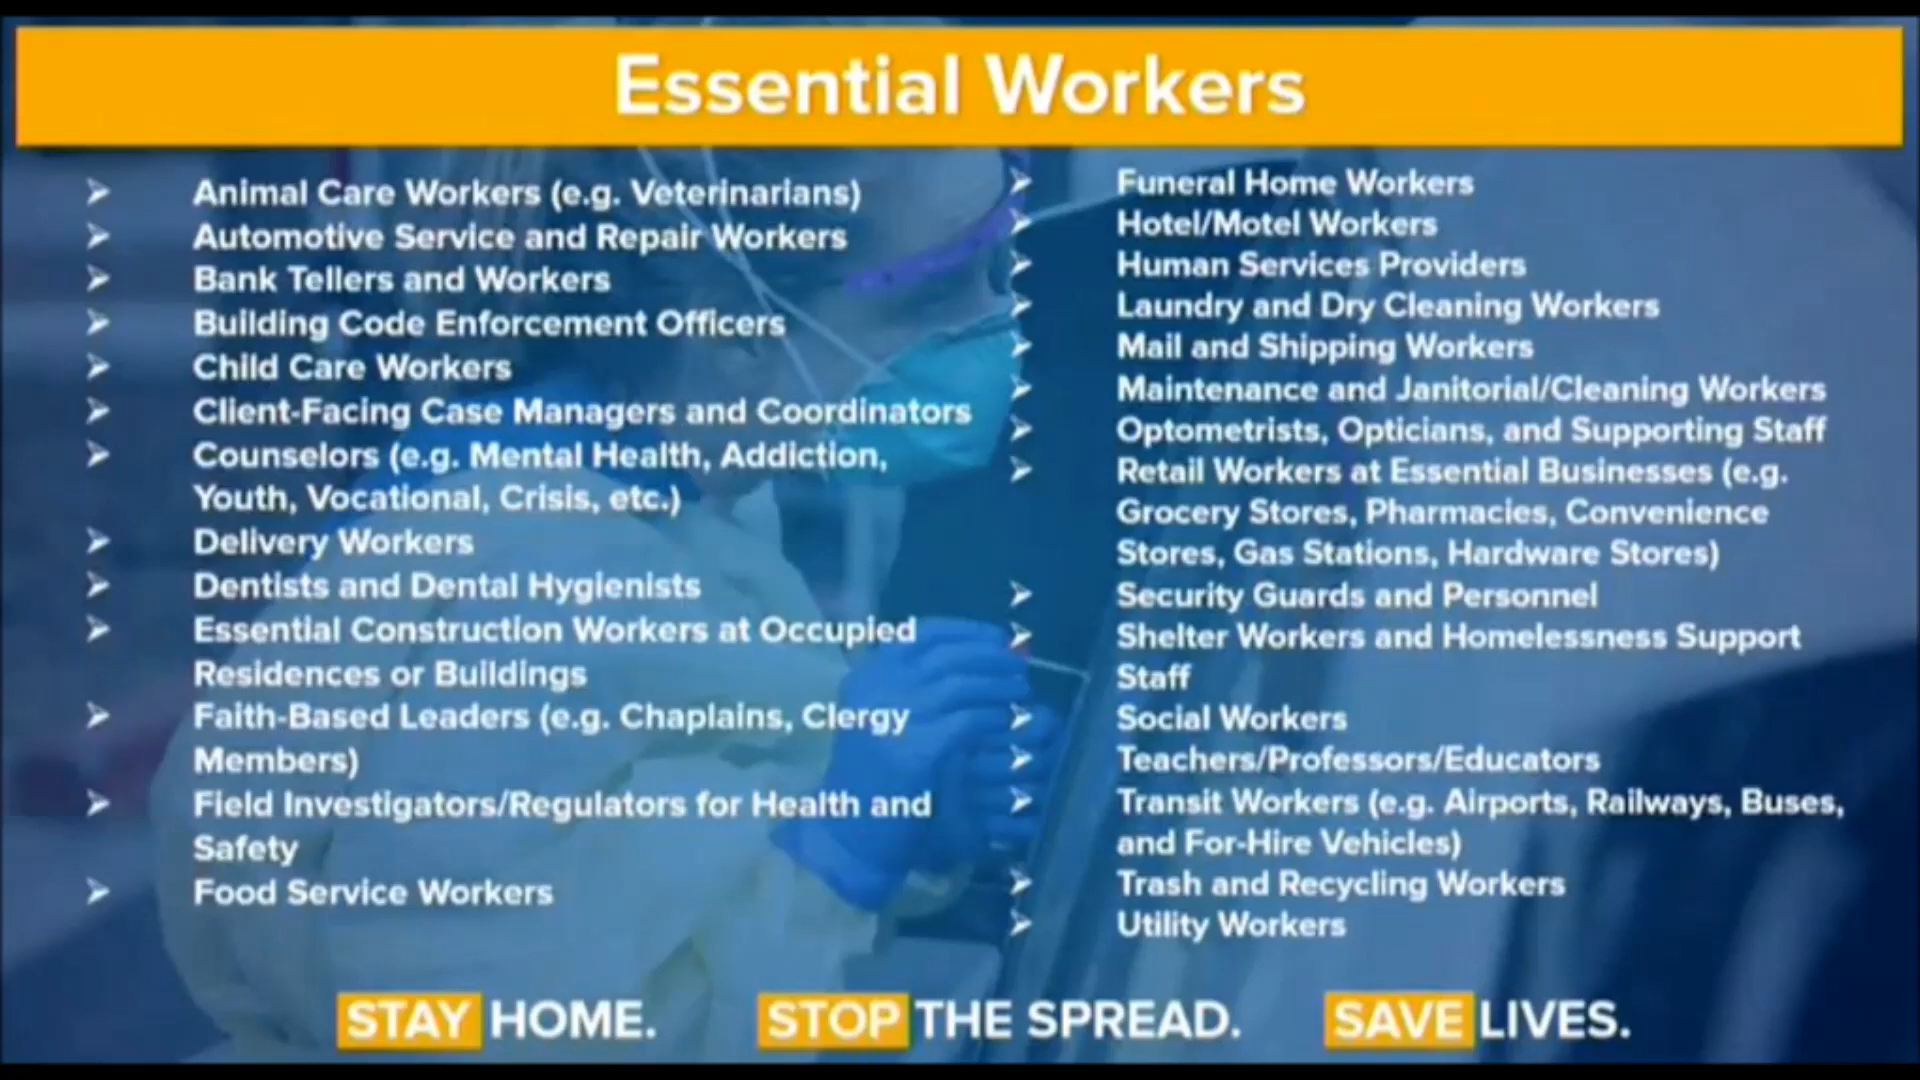 Essential Workers
➢ Animal Care Workers (e.g. Veterinarians)
➢ Automotive Service and Repair Workers
➢ Bank Tellers and Workers
➢ Building Code Enforcement Officers
➢ Child Care Workers
➢ Client-Facing Case Managers and Coordinators
➢ Counselors (e.g. Mental Health, Addiction,
Youth, Vocational, Crisis, etc.)
➢ Delivery Workers
➢ Dentists and Dental Hygienists
➢ Essential Construction Workers at Occupied
Residences or Buildings
➢ Faith-Based Leaders (e.g. Chaplains, Clergy
Members)
➢ Field Investigators/Regulators for Health and
Safety
➢ Food Service Workers
➢ Funeral Home Workers
➢ Hotel/Motel Workers
➢ Human Services Providers
➢ Laundry and Dry Cleaning Workers
➢ Mail and Shipping Workers
➢ Maintenance and Janitorial/Cleaning Workers
➢ Optometrists, Opticians, and Supporting Staff
➢ Retail Workers at Essential Businesses (e.g.
Grocery Stores, Pharmacies, Convenience
Stores, Gas Stations, Hardware Stores)
➢ Security Guards and Personnel
➢ Shelter Workers and Homelessness Support
Staff
➢ Social Workers
➢ Teachers/Professors/Educators
➢ Transit Workers (e.g. Airports, Railways, Buses,
and For-Hire Vehicles)
➢ Trash and Recycling Workers
➢ Utility Workers
STAY HOME. STOP THE SPREAD. SAVE LIVES.